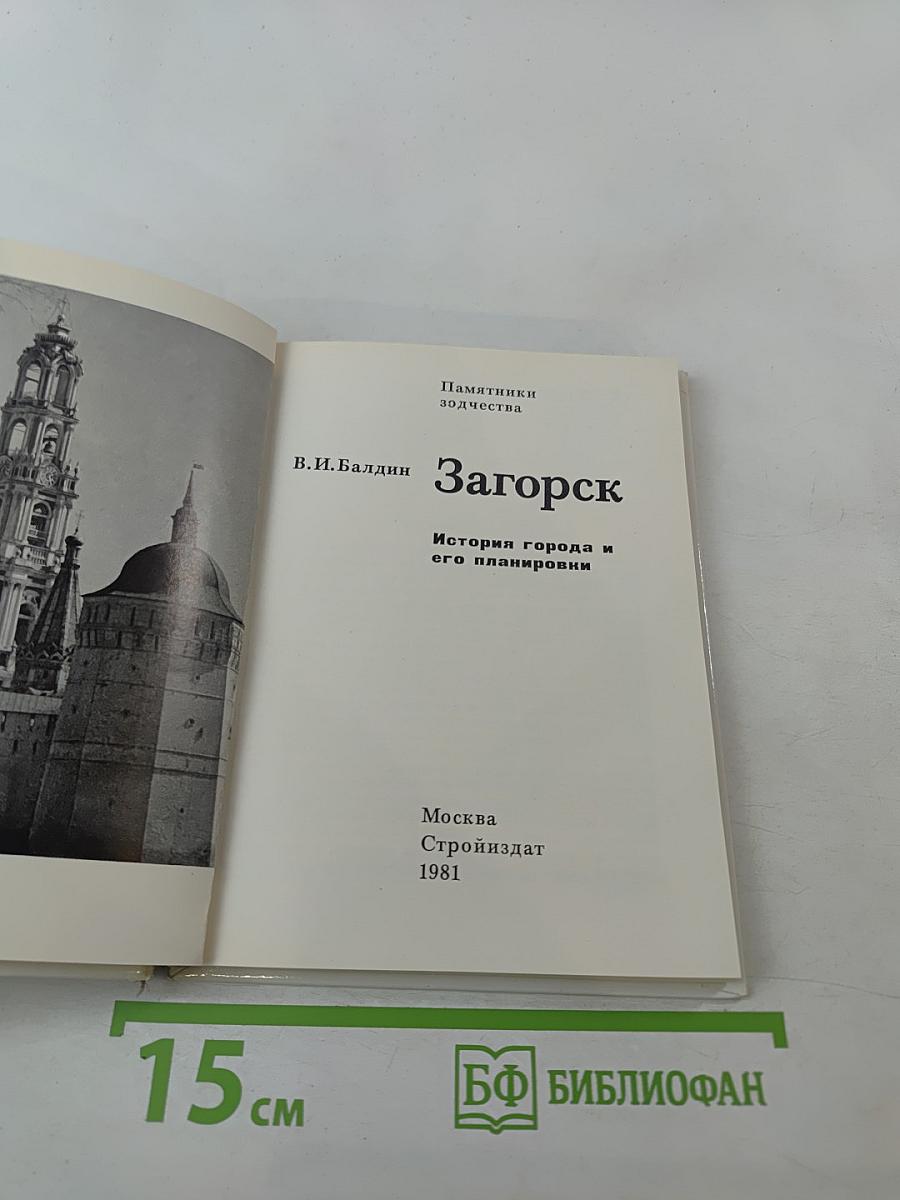 Памятники
зодчества
В.И.Балдин
Загорск
История города и
его планировки
Москва
Стройиздат
1981
15 см
БФ БИБЛИОФАН